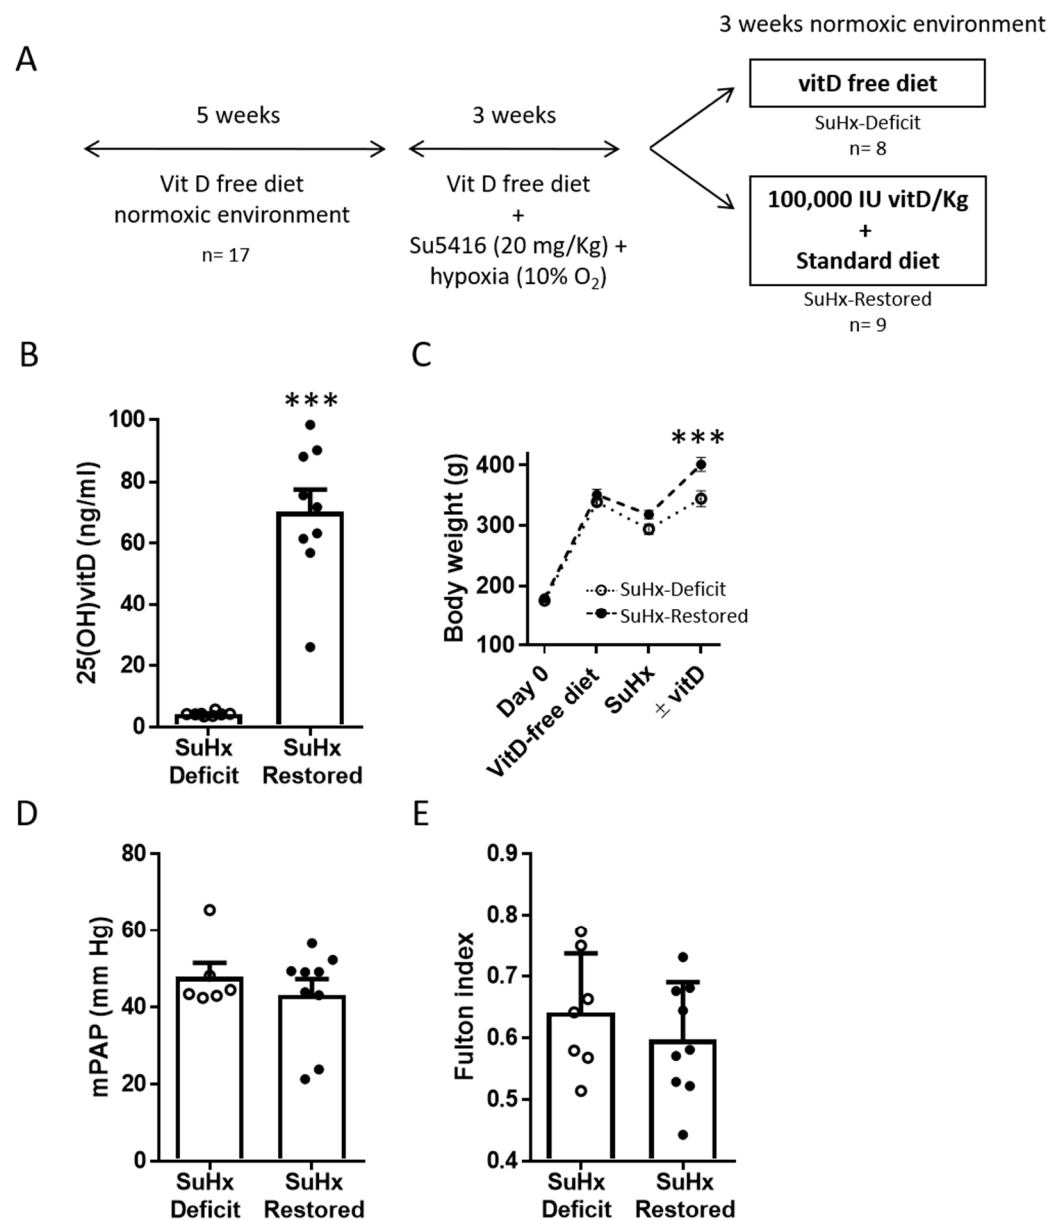 A
3 weeks normoxic environment
5 weeks
3 weeks
vitD free diet
SuHx-Deficit
n= 8
Vit D free diet
normoxic environment
n= 17
Vit D free diet
+
Su5416 (20 mg/Kg) +
hypoxia (10% O2)
100,000 IU vitD/Kg
+
Standard diet
SuHx-Restored
n= 9
B
25(OH)vitD (ng/ml)
100
80
60
40
20
0
***
SuHx
Deficit
SuHx
Restored
C
Body weight (g)
400
300
200
100
***
SuHx-Deficit
SuHx-Restored
Day 0
VitD-free diet
SuHx
± vitD
D
mPAP (mm Hg)
80
60
40
20
0
SuHx
Deficit
SuHx
Restored
E
Fulton index
0.9
0.8
0.7
0.6
0.5
0.4
SuHx
Deficit
SuHx
Restored